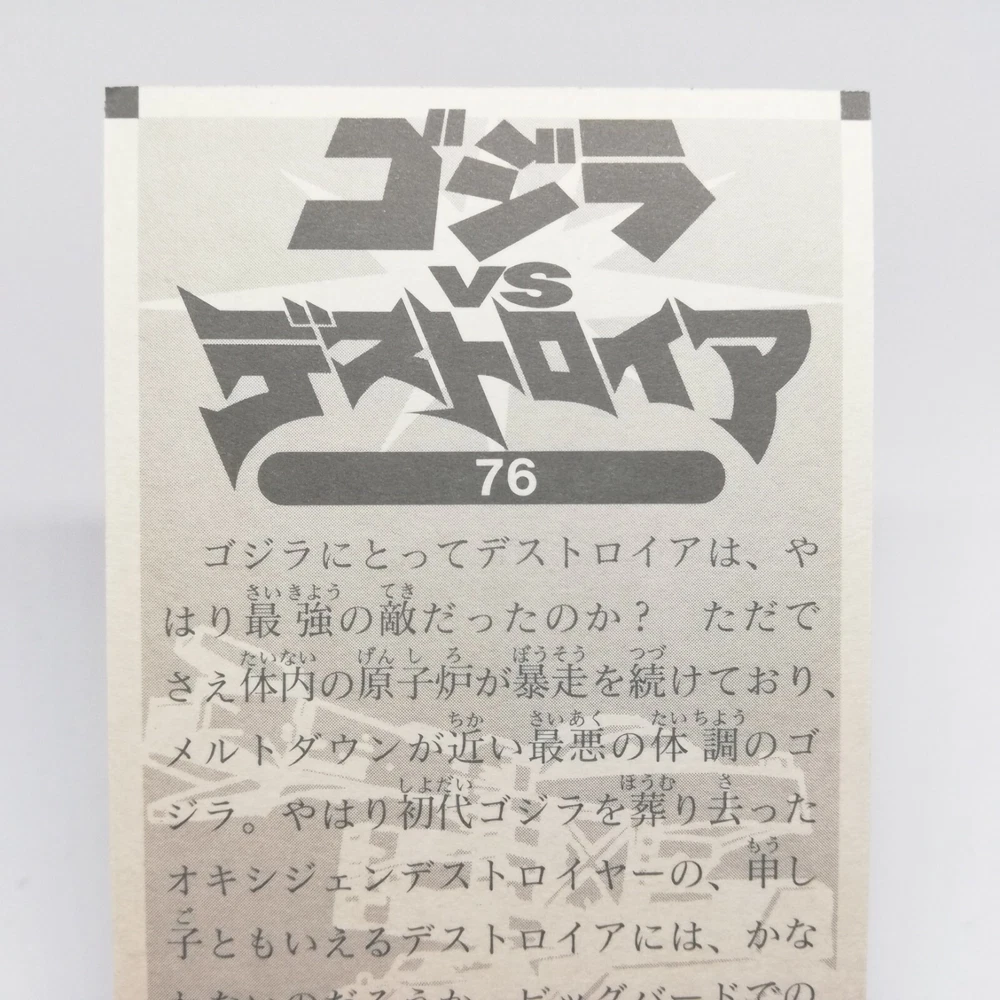 ゴジラ
VS
デストロイア
76
ゴジラにとってデストロイアは、や
はり最強の敵だったのか？ ただで
さえ体内の原子炉が暴走を続けており、
メルトダウンが近い最悪の体調のゴ
ジラ。やはり初代ゴジラを葬り去った
オキシジェンデストロイヤーの、申し
子ともいえるデストロイアには、かな